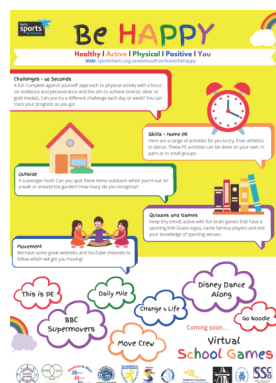 sports
Be HAPPY
Healthy I Active I Physical I Positive I You
Challenges - 60 Seconds
A fun 'compete against yourself' approach to physical activity with a focus
on resilience and perseverance and the aim to achieve bronze, silver or
gold medals. Can you try a different challenge each day or week? You can
track your progress as you go!
Skills - Home PE
Here are a range of activities for you to try, from athletics
to dance. These PE activities can be done on your own, in
pairs or in small groups.
Outside
A scavenger hunt! Can you spot these items outdoors whilst you're out on
a walk or around the garden? How many do you recognise?
Quizzes and Games
Keep tiny minds active with fun brain games that have a
sporting link! Guess logos, name famous players and test
your knowledge of sporting venues.
Movement
We have some great websites and YouTube channels to
follow which will get you moving!
This is PE
Daily Mile
Disney Dance
Along
BBC
Supermovers
Change 4 Life
Move Crew
Go Noodle
Coming soon...
Virtual
School Games